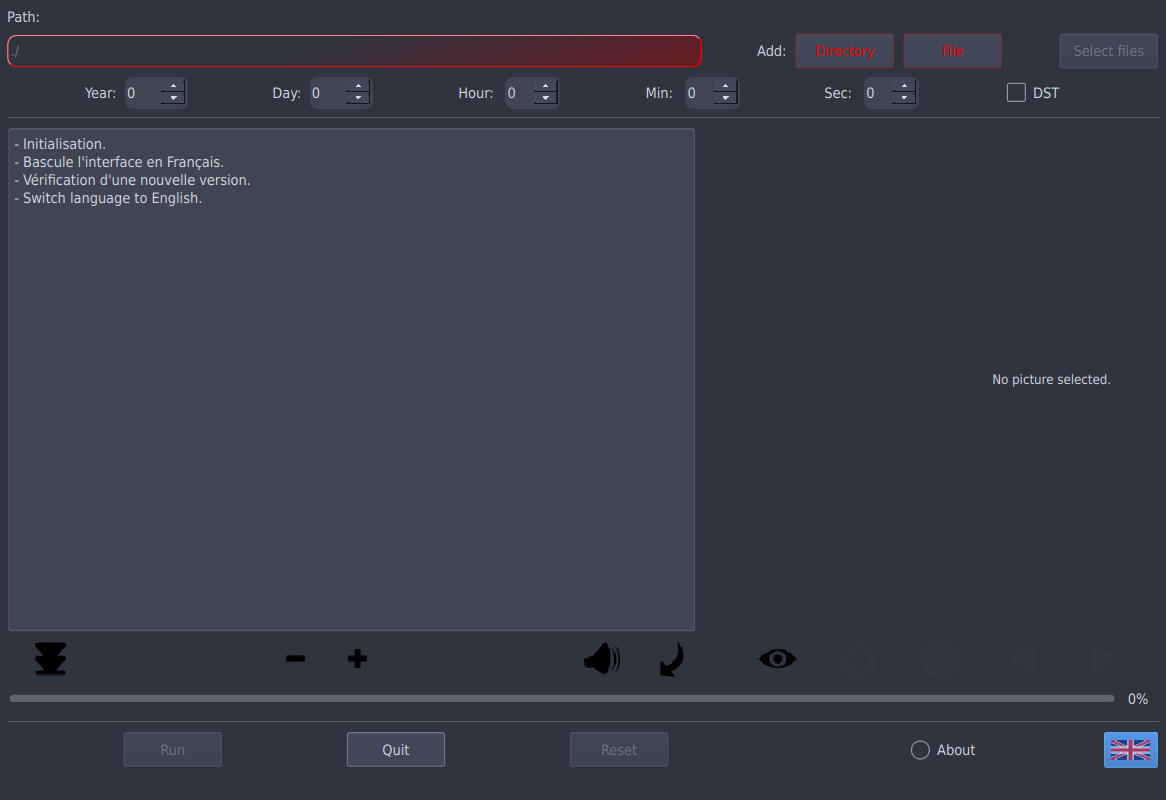 Path:
./
Add:
Directory
File
Select files
Year: 0
Day: 0
Hour: 0
Min: 0
Sec: 0
DST
- Initialisation.
- Bascule l'interface en Français.
- Vérification d'une nouvelle version.
- Switch language to English.
No picture selected.
0%
Run
Quit
Reset
About